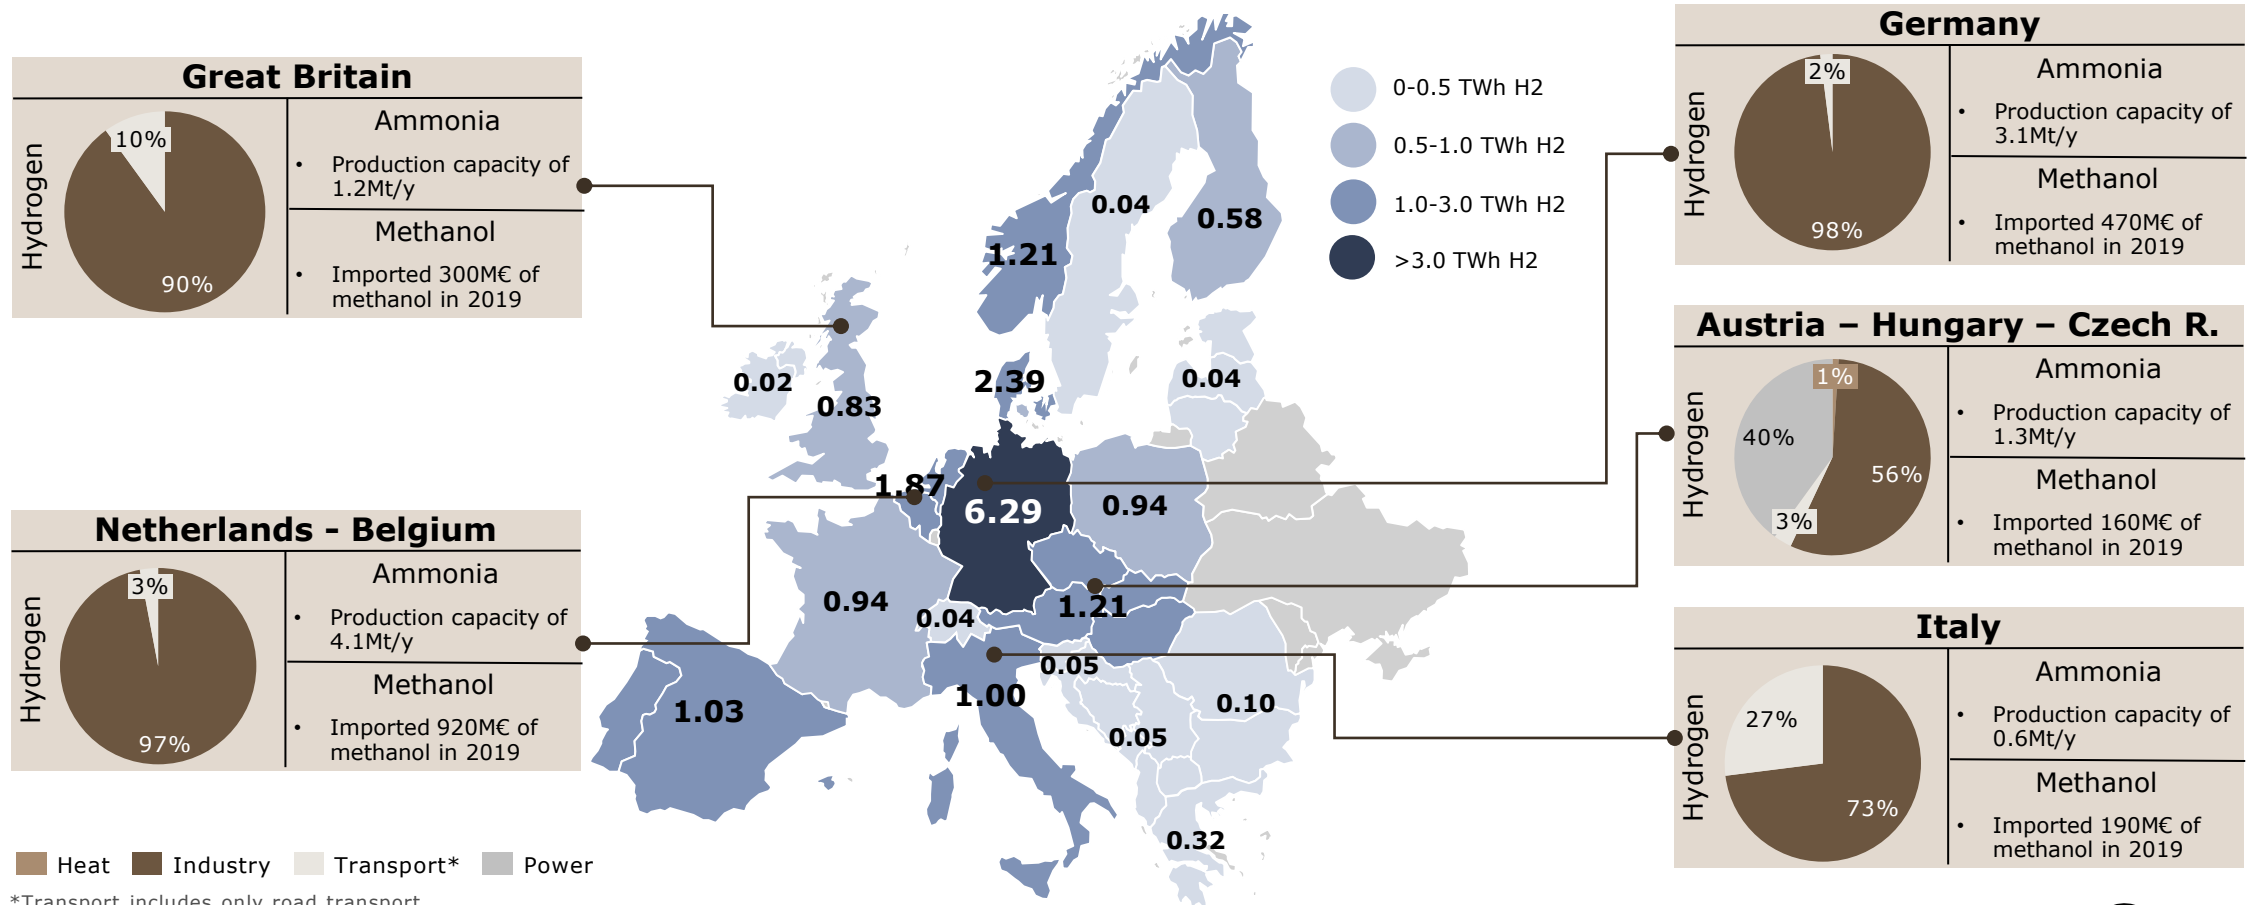 Great Britain
Hydrogen
10%
90%
Ammonia
• Production capacity of
1.2Mt/y
Methanol
• Imported 300M€ of
methanol in 2019
Netherlands - Belgium
Hydrogen
3%
97%
Ammonia
• Production capacity of
4.1Mt/y
Methanol
• Imported 920M€ of
methanol in 2019
0-0.5 TWh H2
0.5-1.0 TWh H2
1.0-3.0 TWh H2
>3.0 TWh H2
0.04
0.58
1.21
0.02
0.83
2.39
0.04
1.87
6.29
0.94
0.94
0.04
1.21
0.05
1.03
1.00
0.10
0.05
0.32
Germany
Hydrogen
2%
98%
Ammonia
• Production capacity of
3.1Mt/y
Methanol
• Imported 470M€ of
methanol in 2019
Austria – Hungary – Czech R.
Hydrogen
1%
40%
56%
3%
Ammonia
• Production capacity of
1.3Mt/y
Methanol
• Imported 160M€ of
methanol in 2019
Italy
Hydrogen
27%
73%
Ammonia
• Production capacity of
0.6Mt/y
Methanol
• Imported 190M€ of
methanol in 2019
Heat Industry Transport* Power
*Transport includes only road transport